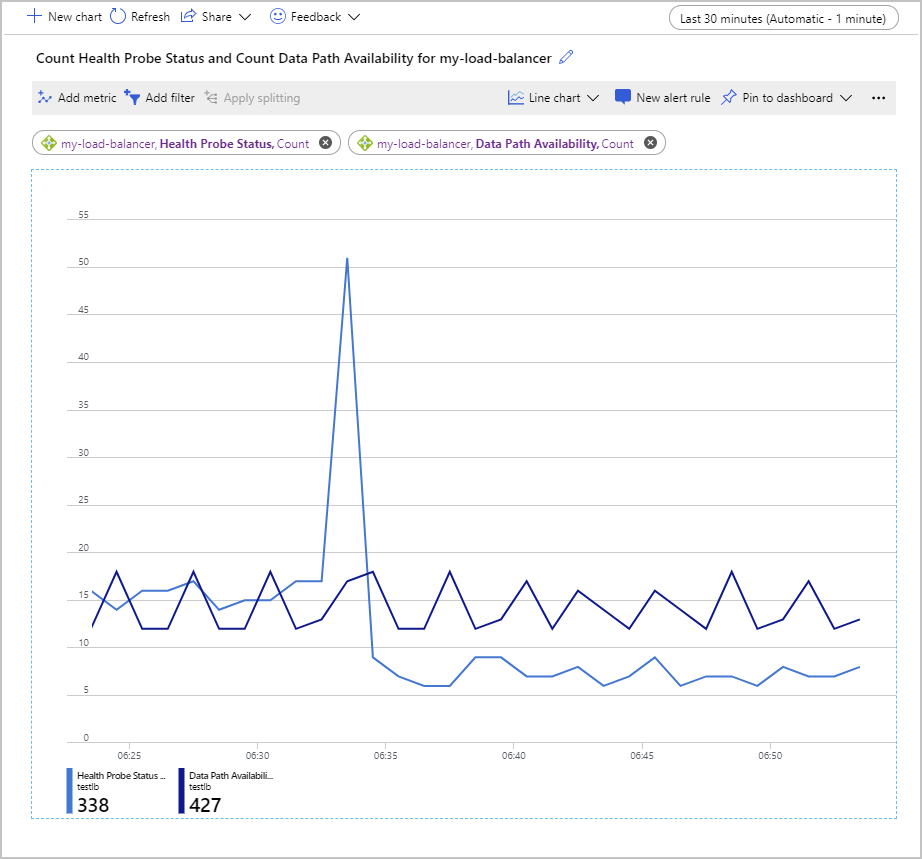 New chart Refresh Share Feedback Last 30 minutes (Automatic - 1 minute)
Count Health Probe Status and Count Data Path Availability for my-load-balancer
Add metric Add filter Apply splitting Line chart New alert rule Pin to dashboard ...
my-load-balancer, Health Probe Status, Count my-load-balancer, Data Path Availability, Count
55
50
45
40
35
30
25
20
15
10
5
0
06:25 06:30 06:35 06:40 06:45 06:50
Health Probe Status ... Data Path Availabili...
testlb testlb
338 427